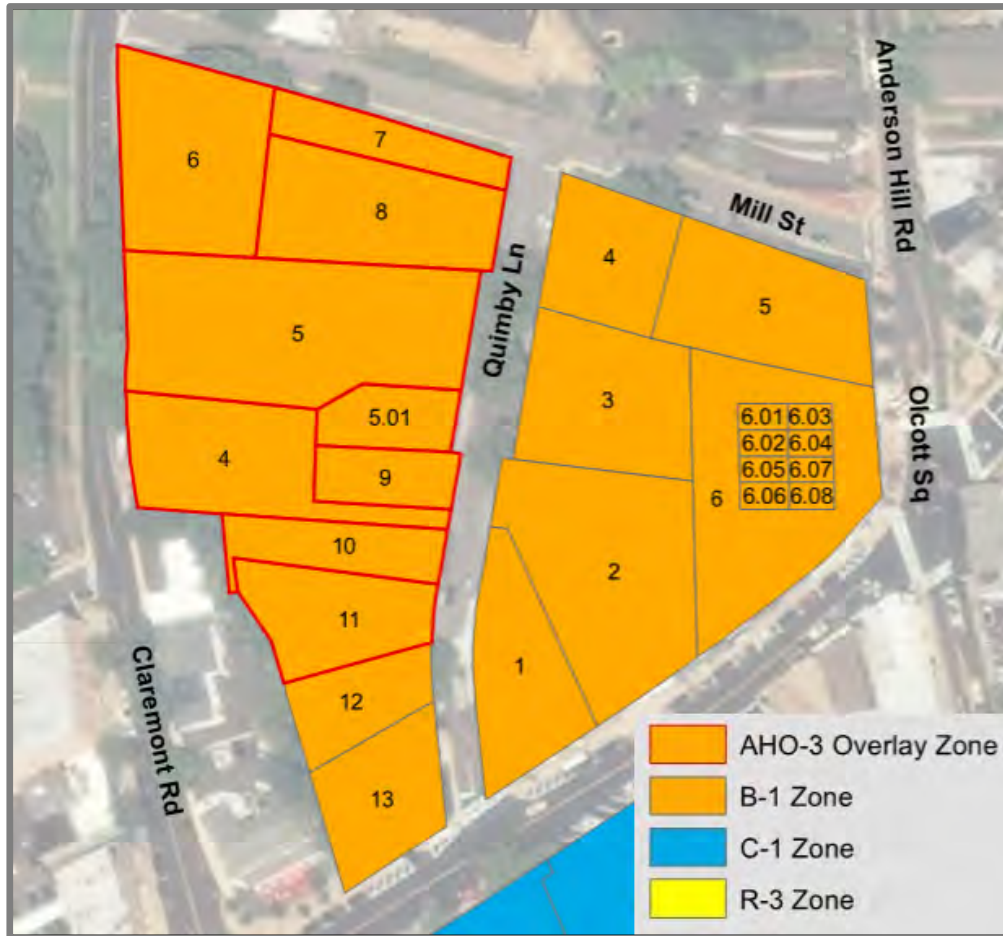 Anderson Hill Rd
7
6
8
Mill St
4
5
Quimby Ln
5
3
5.01
6.01 6.03
6.02 6.04
6.05 6.07
6.06 6.08
Olcott Sq
4
9
6
10
2
11
1
12
Claremont Rd
13
AHO-3 Overlay Zone
B-1 Zone
C-1 Zone
R-3 Zone